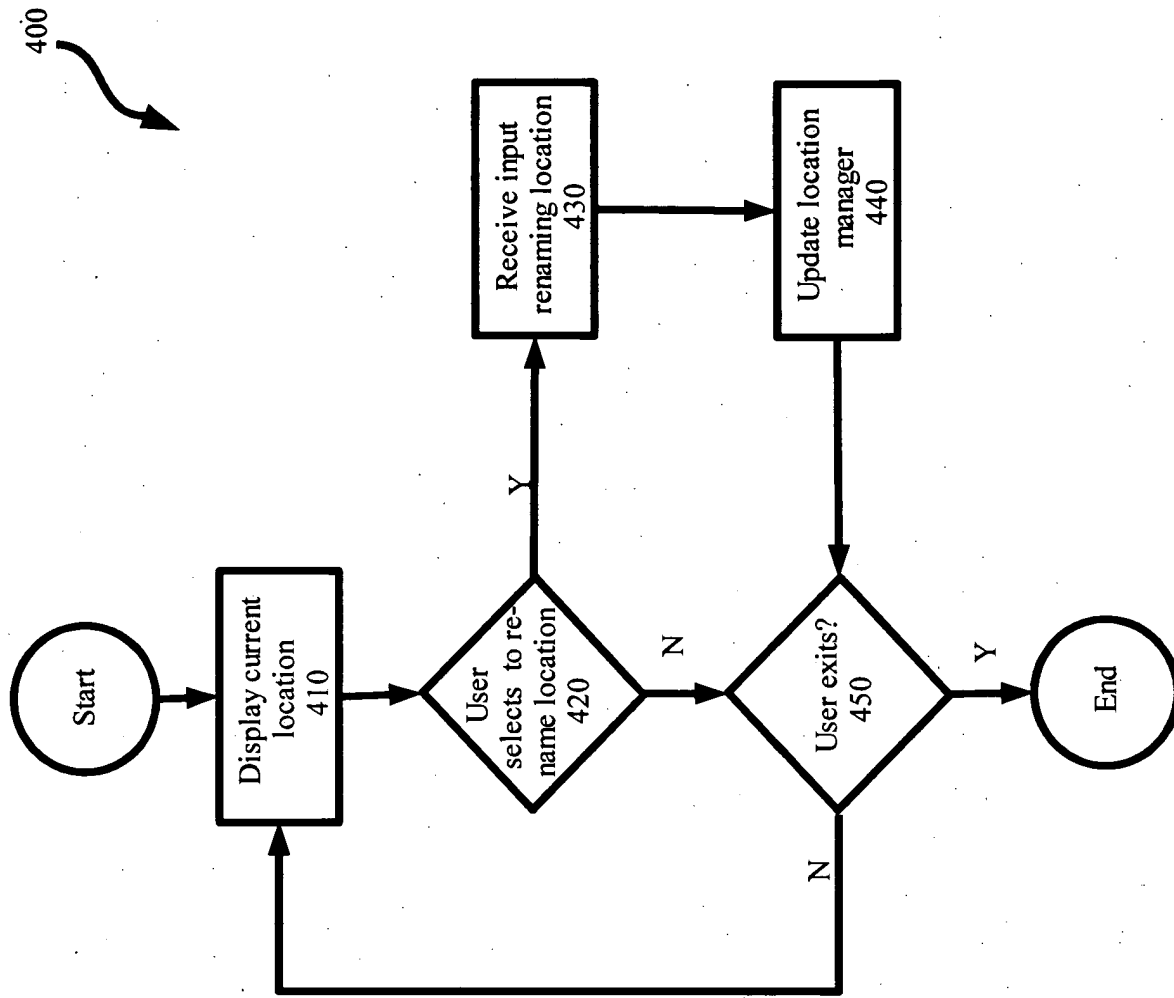 400
Start
Display current
location
410
User
selects to re-
name location
420
Y
N
Receive input
renaming location
430
Update location
manager
440
User exits?
450
N
Y
End